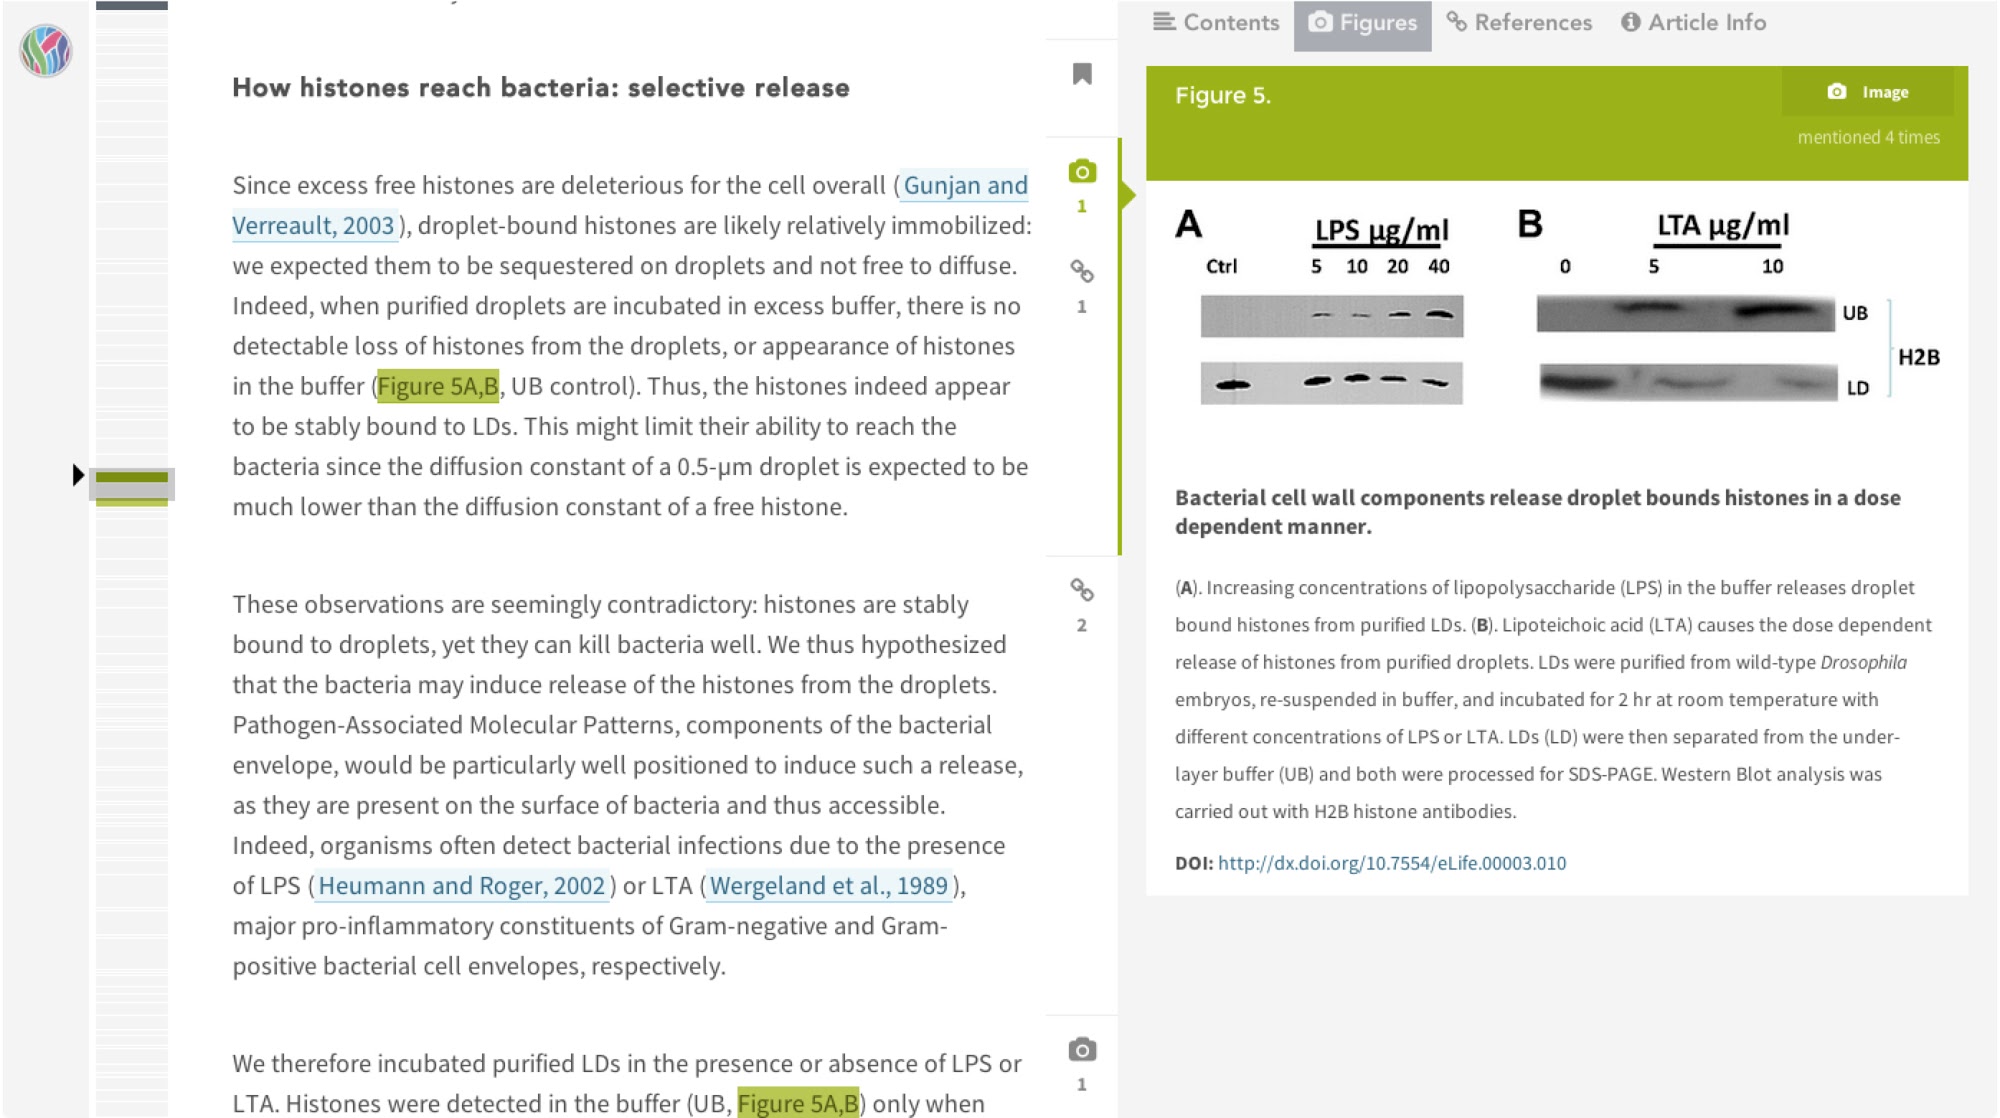 How histones reach bacteria: selective release
Since excess free histones are deleterious for the cell overall (Gunjan and
Verreault, 2003), droplet-bound histones are likely relatively immobilized:
we expected them to be sequestered on droplets and not free to diffuse.
Indeed, when purified droplets are incubated in excess buffer, there is no
detectable loss of histones from the droplets, or appearance of histones
in the buffer (Figure 5A,B, UB control). Thus, the histones indeed appear
to be stably bound to LDs. This might limit their ability to reach the
bacteria since the diffusion constant of a 0.5-μm droplet is expected to be
much lower than the diffusion constant of a free histone.
These observations are seemingly contradictory: histones are stably
bound to droplets, yet they can kill bacteria well. We thus hypothesized
that the bacteria may induce release of the histones from the droplets.
Pathogen-Associated Molecular Patterns, components of the bacterial
envelope, would be particularly well positioned to induce such a release,
as they are present on the surface of bacteria and thus accessible.
Indeed, organisms often detect bacterial infections due to the presence
of LPS (Heumann and Roger, 2002) or LTA (Wergeland et al., 1989),
major pro-inflammatory constituents of Gram-negative and Gram-
positive bacterial cell envelopes, respectively.
We therefore incubated purified LDs in the presence or absence of LPS or
LTA. Histones were detected in the buffer (UB, Figure 5A,B) only when
1
1
2
1
Contents Figures References Article Info
Figure 5.
Image
mentioned 4 times
A LPS μg/ml
Ctrl 5 10 20 40
B LTA μg/ml
0 5 10
UB
H2B
LD
Bacterial cell wall components release droplet bounds histones in a dose
dependent manner.
(A). Increasing concentrations of lipopolysaccharide (LPS) in the buffer releases droplet
bound histones from purified LDs. (B). Lipoteichoic acid (LTA) causes the dose dependent
release of histones from purified droplets. LDs were purified from wild-type Drosophila
embryos, re-suspended in buffer, and incubated for 2 hr at room temperature with
different concentrations of LPS or LTA. LDs (LD) were then separated from the under-
layer buffer (UB) and both were processed for SDS-PAGE. Western Blot analysis was
carried out with H2B histone antibodies.
DOI: http://dx.doi.org/10.7554/eLife.00003.010